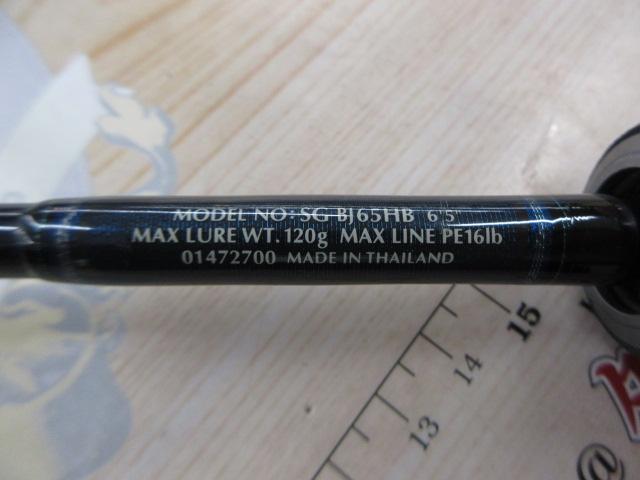 MODEL NO: SG BJ65HB 6'5"
MAX LURE WT. 120g MAX LINE PE16lb
01472700 MADE IN THAILAND
15
14
13
@